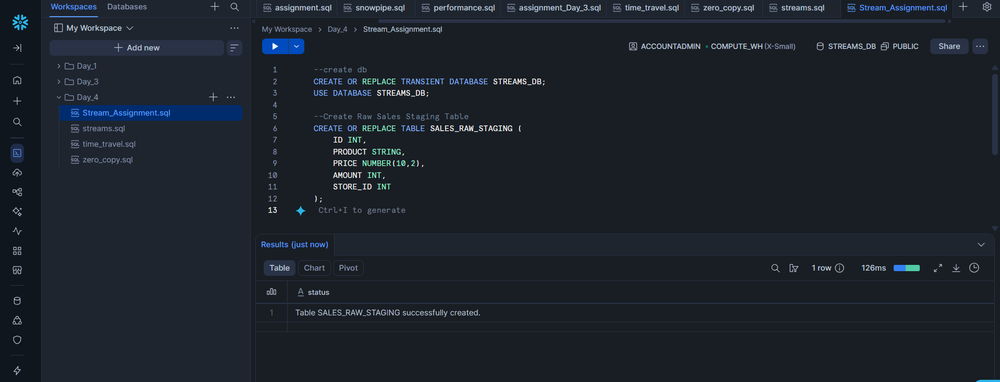 Workspaces Databases
assignment.sql snowpipe.sql performance.sql assignment_Day_3.sql time_travel.sql zero_copy.sql streams.sql Stream_Assignment.sql
My Workspace
My Workspace > Day_4 > Stream_Assignment.sql
Add new
ACCOUNTADMIN COMPUTE_WH (X-Small) STREAMS_DB PUBLIC Share
Day_1
Day_3
Day_4
SQL Stream_Assignment.sql
SQL streams.sql
SQL time_travel.sql
SQL zero_copy.sql
1 --create db
2 CREATE OR REPLACE TRANSIENT DATABASE STREAMS_DB;
3 USE DATABASE STREAMS_DB;
4
5 --Create Raw Sales Staging Table
6 CREATE OR REPLACE TABLE SALES_RAW_STAGING (
7 ID INT,
8 PRODUCT STRING,
9 PRICE NUMBER(10,2),
10 AMOUNT INT,
11 STORE_ID INT
12 );
13 Ctrl+I to generate
Results (just now)
Table Chart Pivot 1 row 126ms
A status
1 Table SALES_RAW_STAGING successfully created.